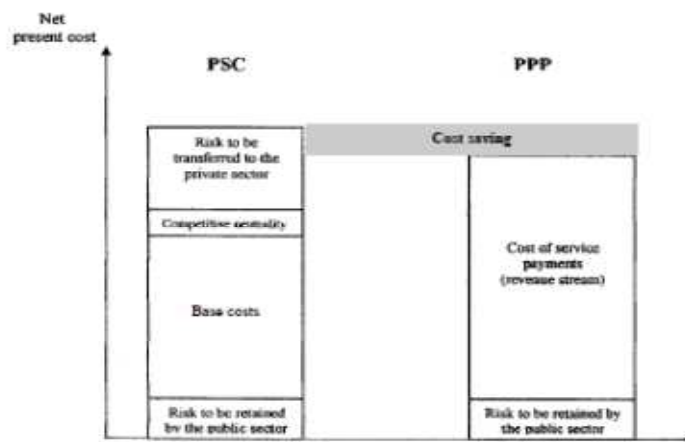 Net
present cost
PSC
PPP
Risk to be
transferred to the
private sector
Cost saving
Competitive neutrality
Base costs
Cost of service
payments
(revenue stream)
Risk to be retained
by the public sector
Risk to be retained by
the public sector